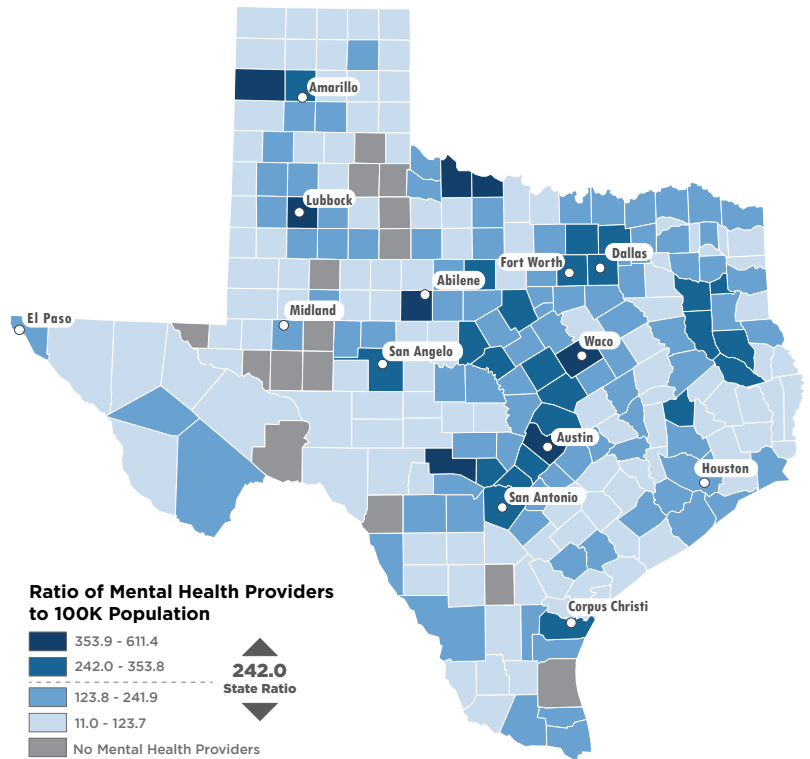 Amarillo
Lubbock
Fort Worth
Dallas
Abilene
El Paso
Midland
Waco
San Angelo
Austin
Houston
San Antonio
Corpus Christi
Ratio of Mental Health Providers
to 100K Population
353.9 - 611.4
242.0 - 353.8
123.8 - 241.9
11.0 - 123.7
No Mental Health Providers
242.0
State Ratio